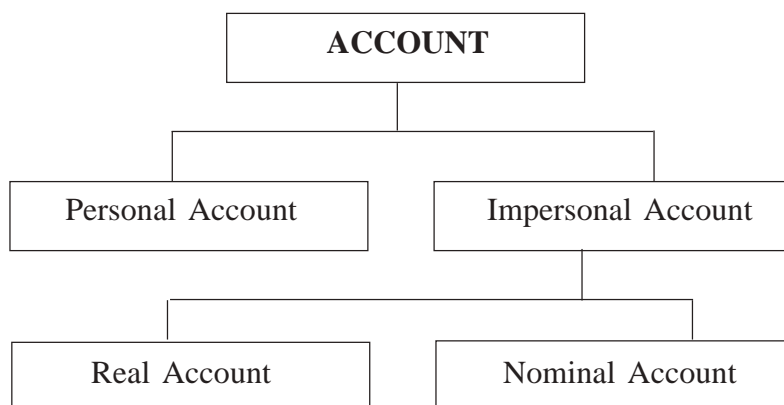 ACCOUNT
Personal Account
Impersonal Account
Real Account
Nominal Account